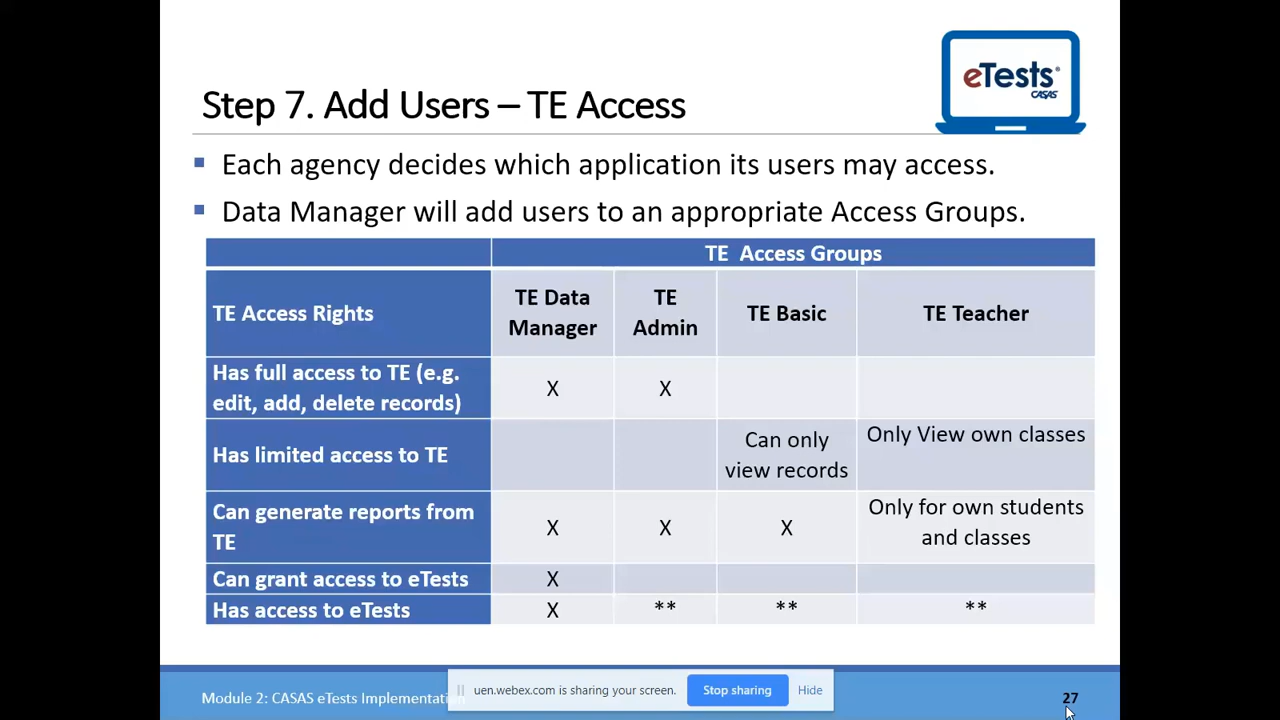 eTests®
CASAS
Step 7. Add Users – TE Access
Each agency decides which application its users may access.
Data Manager will add users to an appropriate Access Groups.
TE Access Groups
TE Access Rights
TE Data
Manager
TE
Admin
TE Basic
TE Teacher
Has full access to TE (e.g.
edit, add, delete records)
X
X
Has limited access to TE
Can only
view records
Only View own classes
Can generate reports from
TE
X
X
X
Only for own students
and classes
Can grant access to eTests
X
Has access to eTests
X
**
**
**
Module 2: CASAS eTests Implementation
uen.webex.com is sharing your screen.
Stop sharing
Hide
27